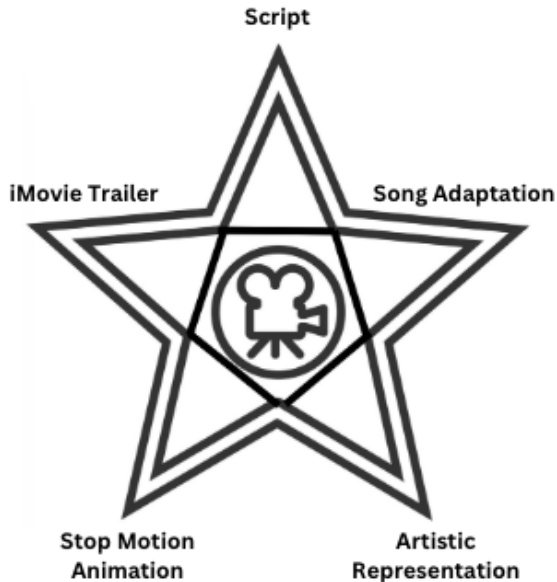 Script
iMovie Trailer
Song Adaptation
Stop Motion
Animation
Artistic
Representation